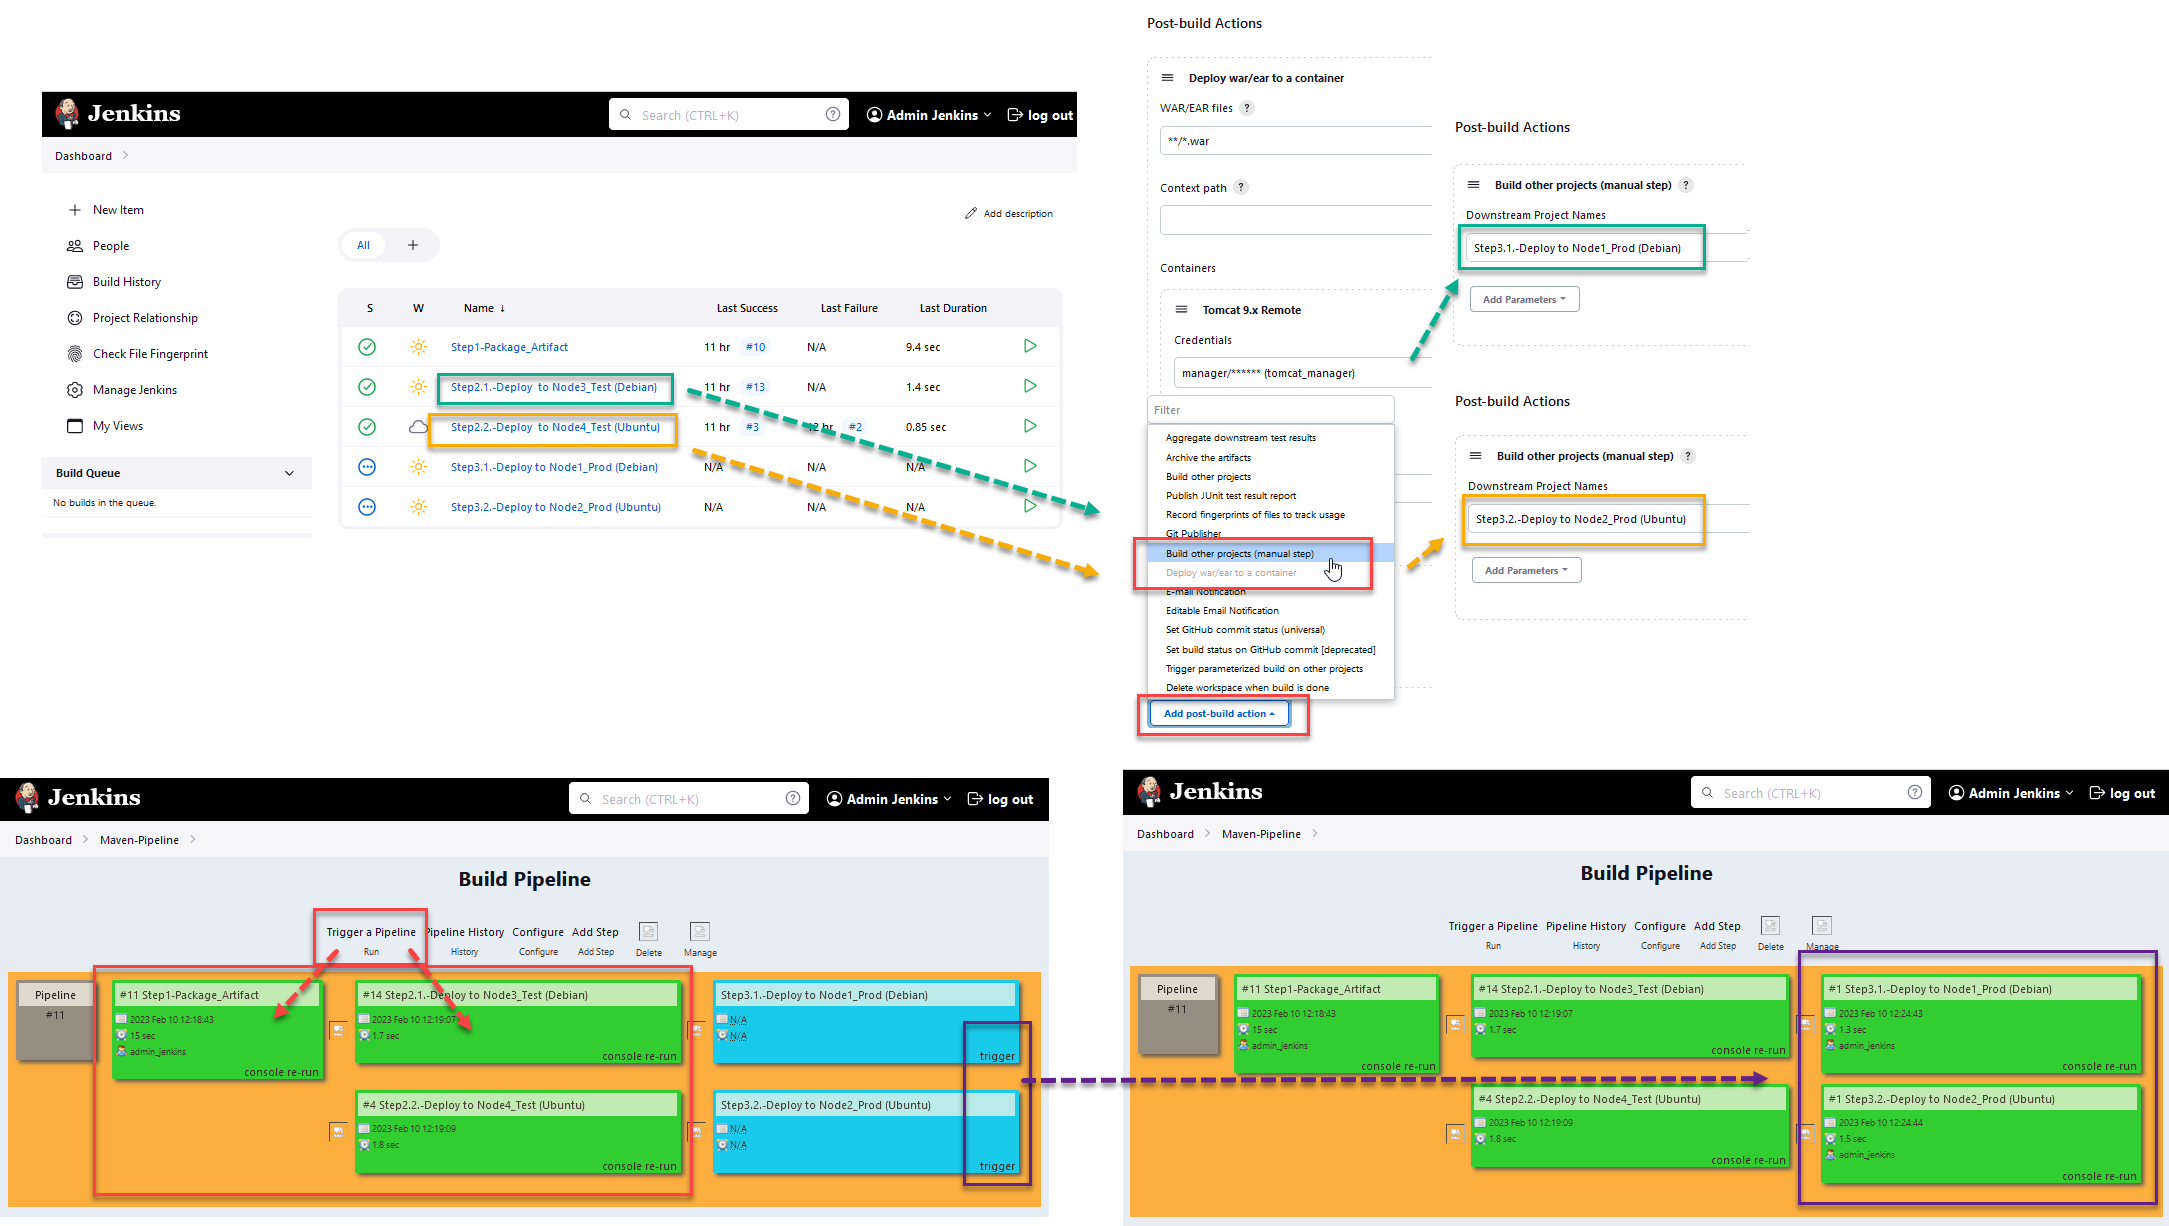 Jenkins
Search (CTRL+K)
Admin Jenkins
log out
Dashboard
New Item
People
Build History
Project Relationship
Check File Fingerprint
Manage Jenkins
My Views
Build Queue
No builds in the queue.
Add description
All
S W Name ↓ Last Success Last Failure Last Duration
Step1-Package_Artifact 11 hr #10 N/A 9.4 sec
Step2.1.-Deploy to Node3_Test (Debian) 11 hr #13 N/A 1.4 sec
Step2.2.-Deploy to Node4_Test (Ubuntu) 11 hr #3 12 hr #2 0.85 sec
Step3.1.-Deploy to Node1_Prod (Debian) N/A N/A N/A
Step3.2.-Deploy to Node2_Prod (Ubuntu) N/A N/A N/A
Post-build Actions
Deploy war/ear to a container
WAR/EAR files ?
**/*.war
Context path ?
Containers
Tomcat 9.x Remote
Credentials
manager/****** (tomcat_manager)
Filter
Aggregate downstream test results
Archive the artifacts
Build other projects
Publish JUnit test result report
Record fingerprints of files to track usage
Git Publisher
Build other projects (manual step)
Deploy war/ear to a container
E-mail Notification
Editable Email Notification
Set GitHub commit status (universal)
Set build status on GitHub commit [deprecated]
Trigger parameterized build on other projects
Delete workspace when build is done
Add post-build action
Post-build Actions
Build other projects (manual step) ?
Downstream Project Names
Step3.1.-Deploy to Node1_Prod (Debian)
Add Parameters
Post-build Actions
Build other projects (manual step) ?
Downstream Project Names
Step3.2.-Deploy to Node2_Prod (Ubuntu)
Add Parameters
Jenkins
Search (CTRL+K)
Admin Jenkins
log out
Dashboard
Maven-Pipeline
Build Pipeline
Trigger a Pipeline Pipeline History Configure Add Step
Run History Configure Add Step Delete Manage
Pipeline
#11
#11 Step1-Package_Artifact
2023 Feb 10 12:18:43
15 sec
admin_jenkins
console re-run
#14 Step2.1.-Deploy to Node3_Test (Debian)
2023 Feb 10 12:19:07
1.7 sec
console re-run
Step3.1.-Deploy to Node1_Prod (Debian)
N/A
N/A
trigger
#4 Step2.2.-Deploy to Node4_Test (Ubuntu)
2023 Feb 10 12:19:09
1.8 sec
console re-run
Step3.2.-Deploy to Node2_Prod (Ubuntu)
N/A
N/A
trigger
Jenkins
Search (CTRL+K)
Admin Jenkins
log out
Dashboard
Maven-Pipeline
Build Pipeline
Trigger a Pipeline Pipeline History Configure Add Step
Run History Configure Add Step Delete Manage
Pipeline
#11
#11 Step1-Package_Artifact
2023 Feb 10 12:18:43
15 sec
admin_jenkins
console re-run
#14 Step2.1.-Deploy to Node3_Test (Debian)
2023 Feb 10 12:19:07
1.7 sec
console re-run
#1 Step3.1.-Deploy to Node1_Prod (Debian)
2023 Feb 10 12:24:43
1.3 sec
admin_jenkins
console re-run
#4 Step2.2.-Deploy to Node4_Test (Ubuntu)
2023 Feb 10 12:19:09
1.8 sec
console re-run
#1 Step3.2.-Deploy to Node2_Prod (Ubuntu)
2023 Feb 10 12:24:44
1.5 sec
admin_jenkins
console re-run